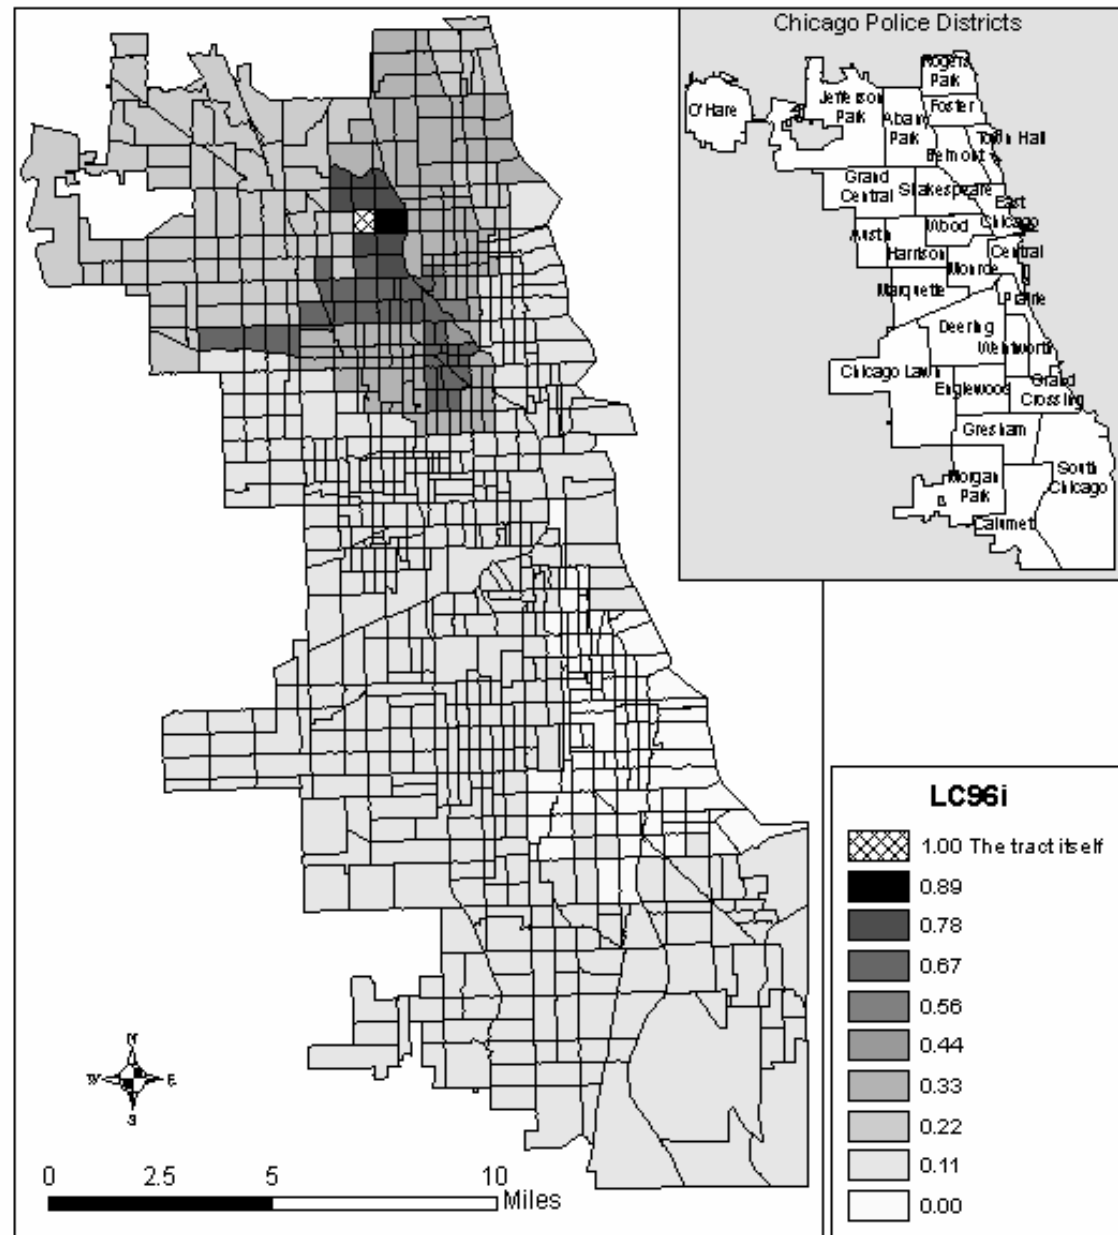 Chicago Police Districts
Rogers
Park
O'Hare
Jefferson
Park
Foster
Albany
Park
Town Hall
Belmont
Grand
Central
Shakespeare
East
Chicago
Wood
Austin
Harrison
Central
Monroe
Marquette
Prairie
Deering
Wentworth
Chicago Lawn
Englewood
Grand
Crossing
Gresham
South
Chicago
Morgan
Park
Calumet
LC96i
1.00 The tract itself
0.89
0.78
0.67
0.56
0.44
0.33
0.22
0.11
0.00
N
W E
S
0 2.5 5 10
Miles